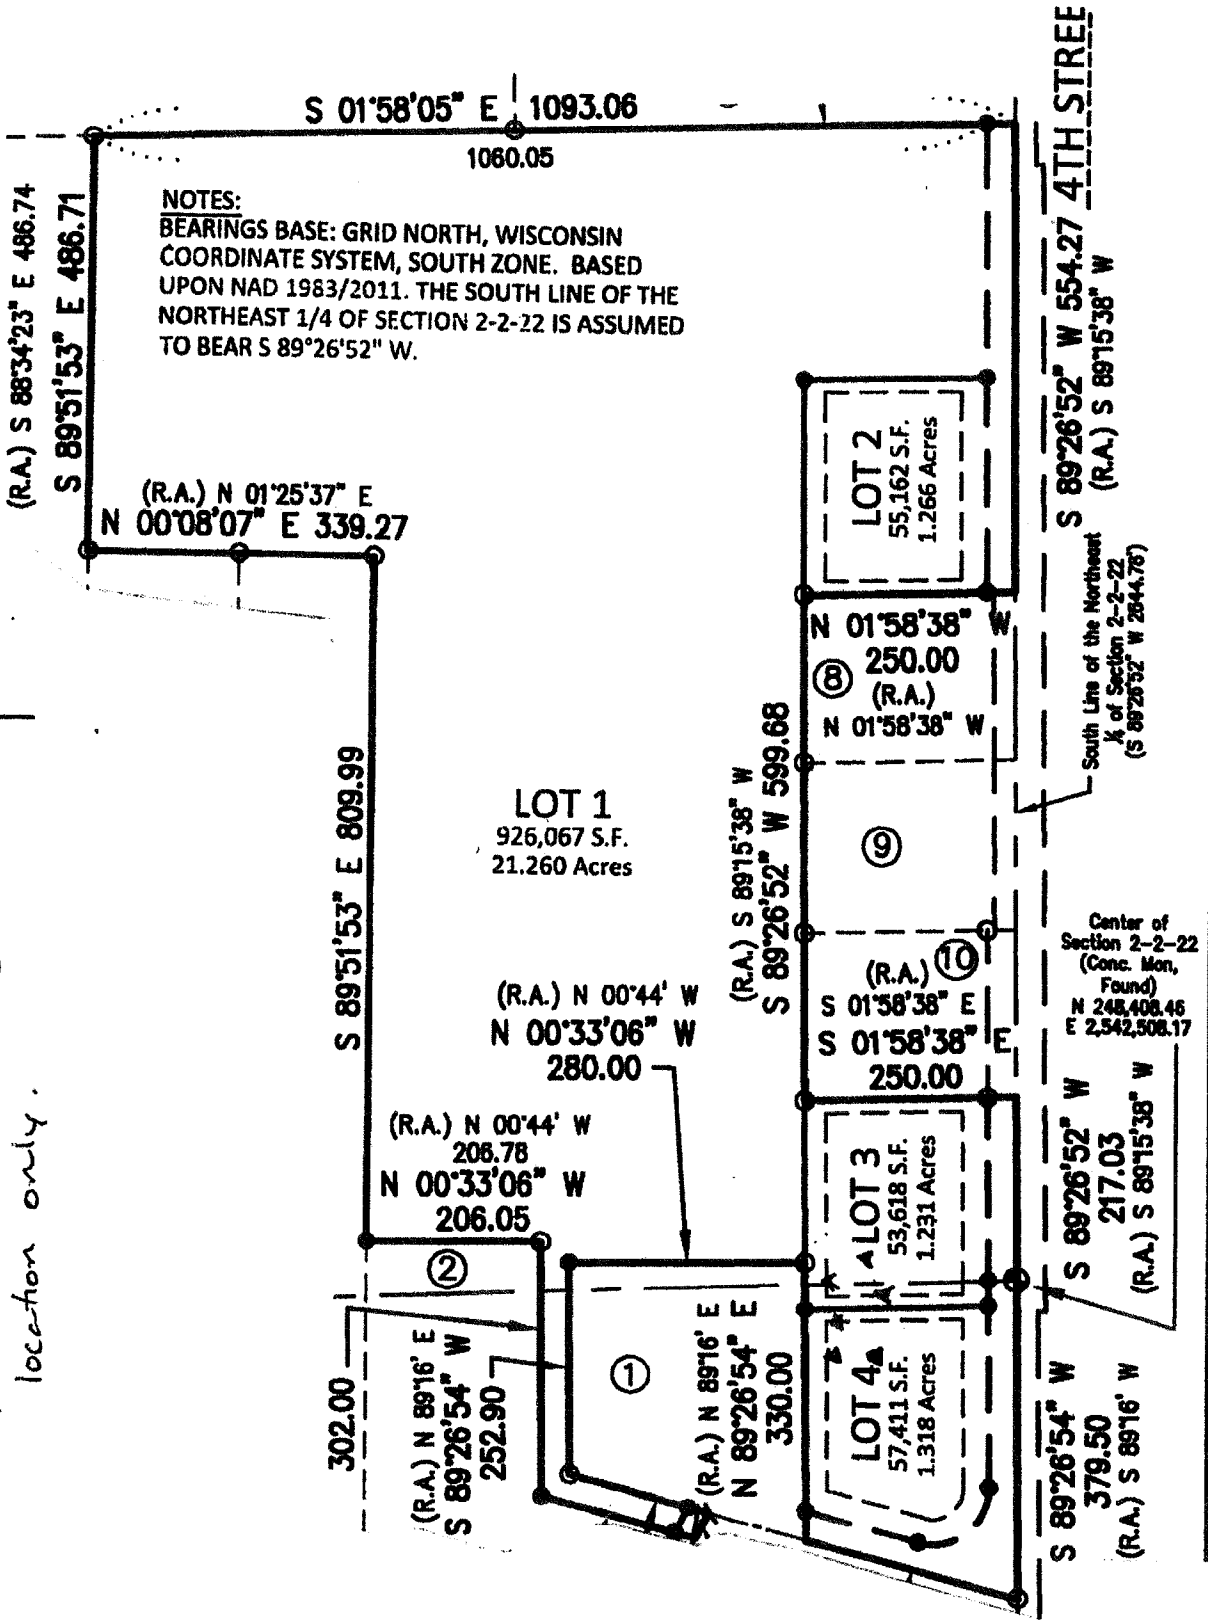 S 01°58'05" E 1093.06
1060.05
4TH STREE
(R.A.) S 88°34'23" E 486.74
S 89°51'53" E 486.71
NOTES:
BEARINGS BASE: GRID NORTH, WISCONSIN
COORDINATE SYSTEM, SOUTH ZONE. BASED
UPON NAD 1983/2011. THE SOUTH LINE OF THE
NORTHEAST 1/4 OF SECTION 2-2-22 IS ASSUMED
TO BEAR S 89°26'52" W.
S 89°26'52" W 554.27
(R.A.) S 89°15'38" W
(R.A.) N 01°25'37" E
N 00°08'07" E 339.27
LOT 2
55,162 S.F.
1.266 Acres
N 01°58'38" W
250.00
(R.A.)
N 01°58'38" W
8
South Line of the Northeast
¼ of Section 2-2-22
(S 89°26'52" W 2644.78')
S 89°51'53" E 809.99
LOT 1
926,067 S.F.
21.260 Acres
(R.A.) S 89°15'38" W
S 89°26'52" W 599.68
9
10
(R.A.)
S 01°58'38" E
S 01°58'38" E
250.00
Center of
Section 2-2-22
(Conc. Mon,
Found)
N 248,408.46
E 2,542,508.17
(R.A.) N 00°44' W
N 00°33'06" W
280.00
(R.A.) N 00°44' W
206.78
N 00°33'06" W
206.05
LOT 3
53,618 S.F.
1.231 Acres
S 89°26'52" W
217.03
(R.A.) S 89°15'38" W
location only.
2
302.00
(R.A.) N 89°16' E
S 89°26'54" W
252.90
1
(R.A.) N 89°16' E
N 89°26'54" E
330.00
LOT 4
57,411 S.F.
1.318 Acres
S 89°26'54" W
379.50
(R.A.) S 89°16' W